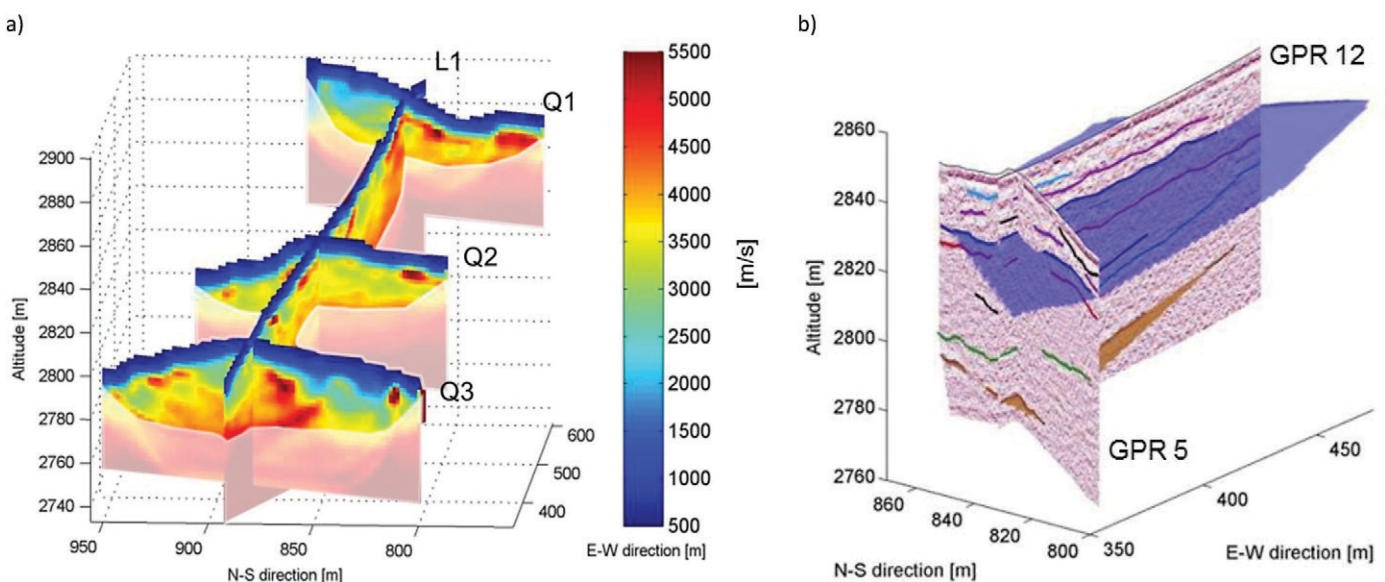 a)
L1
Q1
Q2
Q3
2900
2880
2860
2840
2820
2800
2780
2760
2740
Altitude [m]
950
900
850
800
N-S direction [m]
600
500
400
E-W direction [m]
5500
5000
4500
4000
3500
3000
2500
2000
1500
1000
500
[m/s]
b)
GPR 12
GPR 5
2860
2840
2820
2800
2780
2760
Altitude [m]
860
840
820
800
N-S direction [m]
350
400
450
E-W direction [m]